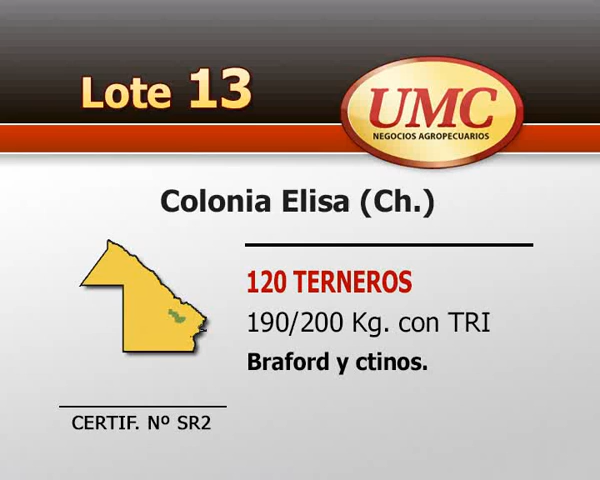 Lote 13
UMC
NEGOCIOS AGROPECUARIOS
Colonia Elisa (Ch.)
120 TERNEROS
190/200 Kg. con TRI
Braford y ctinos.
CERTIF. Nº SR2